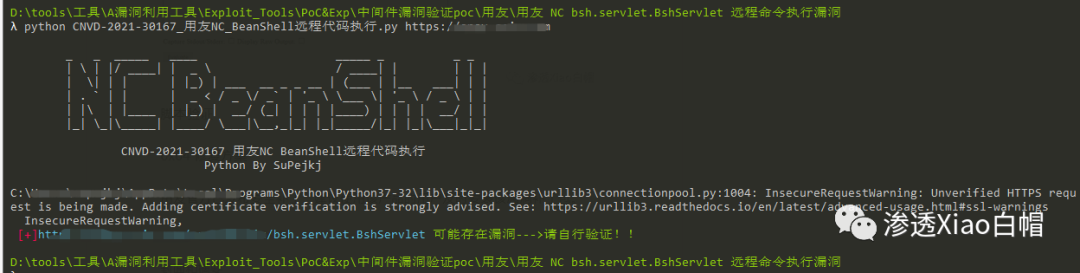 D:\tools\工具\A漏洞利用工具\Exploit_Tools\PoC&Exp\中间件漏洞验证poc\用友\用友 NC bsh.servlet.BshServlet 远程命令执行漏洞
λ python CNVD-2021-30167_用友NC_BeanShell远程代码执行.py https:/
NCBeanShell
CNVD-2021-30167 用友NC BeanShell远程代码执行
Python By SuPejkj
\Programs\Python\Python37-32\lib\site-packages\urllib3\connectionpool.py:1004: InsecureRequestWarning: Unverified HTTPS requ
est is being made. Adding certificate verification is strongly advised. See: https://urllib3.readthedocs.io/en/latest/advanced-usage.html#ssl-warnings
InsecureRequestWarning,
[+]htt /bsh.servlet.BshServlet 可能存在漏洞--->请自行验证!!
渗透Xiao白帽
D:\tools\工具\A漏洞利用工具\Exploit_Tools\PoC&Exp\中间件漏洞验证poc\用友\用友 NC bsh.servlet.BshServlet 远程命令执行漏洞